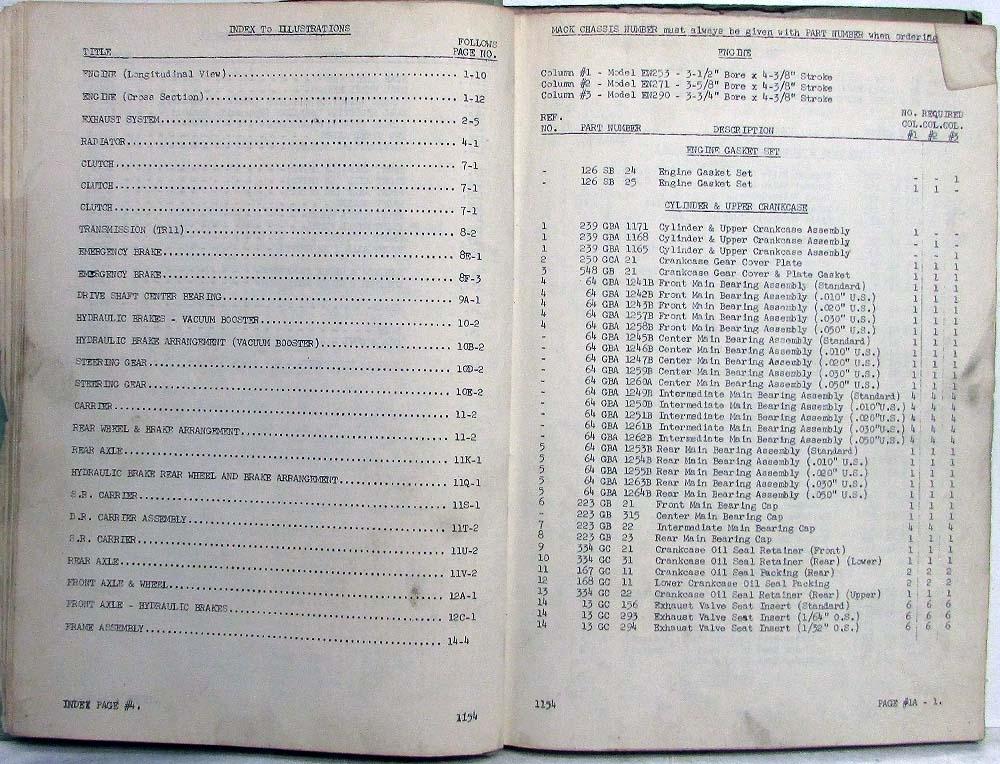 INDEX To ILLUSTRATIONS
TITLE FOLLOWS PAGE NO.
ENGINE (Longitudinal View) 1-10
ENGINE (Cross Section) 1-12
EXHAUST SYSTEM 2-5
RADIATOR 4-1
CLUTCH 7-1
CLUTCH 7-1
CLUTCH 7-1
TRANSMISSION (TR11) 8-2
EMERGENCY BRAKE 8E-1
EMERGENCY BRAKE 8F-3
DRIVE SHAFT CENTER BEARING 9A-1
HYDRAULIC BRAKES - VACUUM BOOSTER 10-2
HYDRAULIC BRAKE ARRANGEMENT (VACUUM BOOSTER) 10B-2
STEERING GEAR 10D-2
STEERING GEAR 10E-2
CARRIER 11-2
REAR WHEEL & BRAKE ARRANGEMENT 11-2
REAR AXLE 11K-1
HYDRAULIC BRAKE REAR WHEEL AND BRAKE ARRANGEMENT 11Q-1
S.R. CARRIER 11S-1
D.R. CARRIER ASSEMBLY 11T-2
S.R. CARRIER 11U-2
REAR AXLE 11V-2
FRONT AXLE & WHEEL 12A-1
FRONT AXLE - HYDRAULIC BRAKES 12C-1
FRAME ASSEMBLY 14-4
INDEX PAGE #4.
1154
MACK CHASSIS NUMBER must always be given with PART NUMBER when ordering
ENGINE
Column #1 - Model EN253 - 3-1/2" Bore x 4-3/8" Stroke
Column #2 - Model EN271 - 3-5/8" Bore x 4-3/8" Stroke
Column #3 - Model EN290 - 3-3/4" Bore x 4-3/8" Stroke
REF. NO. REQUIRED
COL.COL.COL.
NO. PART NUMBER DESCRIPTION #1 #2 #3
ENGINE GASKET SET
- 126 SB 24 Engine Gasket Set - - 1
- 126 SB 25 Engine Gasket Set 1 1 -
CYLINDER & UPPER CRANKCASE
1 239 GBA 1171 Cylinder & Upper Crankcase Assembly 1 - -
1 239 GBA 1168 Cylinder & Upper Crankcase Assembly - 1 -
1 239 GBA 1165 Cylinder & Upper Crankcase Assembly - - 1
2 250 GCA 21 Crankcase Gear Cover Plate 1 1 1
3 548 GB 21 Crankcase Gear Cover & Plate Gasket 1 1 1
4 64 GBA 1241B Front Main Bearing Assembly (Standard) 1 1 1
4 64 GBA 1242B Front Main Bearing Assembly (.010" U.S.) 1 1 1
4 64 GBA 1243B Front Main Bearing Assembly (.020" U.S.) 1 1 1
4 64 GBA 1257B Front Main Bearing Assembly (.030" U.S.) 1 1 1
4 64 GBA 1258B Front Main Bearing Assembly (.050" U.S.) 1 1 1
- 64 GBA 1245B Center Main Bearing Assembly (Standard) 1 1 1
- 64 GBA 1246B Center Main Bearing Assembly (.010" U.S.) 1 1 1
- 64 GBA 1247B Center Main Bearing Assembly (.020" U.S.) 1 1 1
- 64 GBA 1259B Center Main Bearing Assembly (.030" U.S.) 1 1 1
- 64 GBA 1260A Center Main Bearing Assembly (.050" U.S.) 1 1 1
- 64 GBA 1249B Intermediate Main Bearing Assembly (Standard) 4 4 4
- 64 GBA 1250B Intermediate Main Bearing Assembly (.010"U.S.) 4 4 4
- 64 GBA 1251B Intermediate Main Bearing Assembly (.020"U.S.) 4 4 4
- 64 GBA 1261B Intermediate Main Bearing Assembly (.030"U.S.) 4 4 4
- 64 GBA 1262B Intermediate Main Bearing Assembly (.050"U.S.) 4 4 4
5 64 GBA 1253B Rear Main Bearing Assembly (Standard) 1 1 1
5 64 GBA 1254B Rear Main Bearing Assembly (.010" U.S.) 1 1 1
5 64 GBA 1255B Rear Main Bearing Assembly (.020" U.S.) 1 1 1
5 64 GBA 1263B Rear Main Bearing Assembly (.030" U.S.) 1 1 1
5 64 GBA 1264B Rear Main Bearing Assembly (.050" U.S.) 1 1 1
6 223 GB 21 Front Main Bearing Cap 1 1 1
- 223 GB 315 Center Main Bearing Cap 1 1 1
7 223 GB 22 Intermediate Main Bearing Cap 4 4 4
8 223 GB 23 Rear Main Bearing Cap 1 1 1
9 334 GC 21 Crankcase Oil Seal Retainer (Front) 1 1 1
10 334 GC 31 Crankcase Oil Seal Retainer (Rear) (Lower) 1 1 1
11 167 GC 11 Crankcase Oil Seal Packing (Rear) 2 2 2
12 168 GC 11 Lower Crankcase Oil Seal Packing 2 2 2
13 334 GC 22 Crankcase Oil Seal Retainer (Rear) (Upper) 1 1 1
14 13 GC 156 Exhaust Valve Seat Insert (Standard) 6 6 6
14 13 GC 293 Exhaust Valve Seat Insert (1/64" O.S.) 6 6 6
14 13 GC 294 Exhaust Valve Seat Insert (1/32" O.S.) 6 6 6
1154
PAGE #1A - 1.